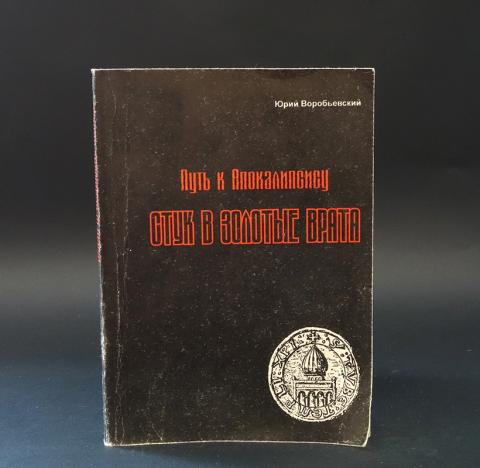 Юрий Воробьевский
Путь к Апокалипсису
СТУК В ЗОЛОТЫЕ ВРАТА